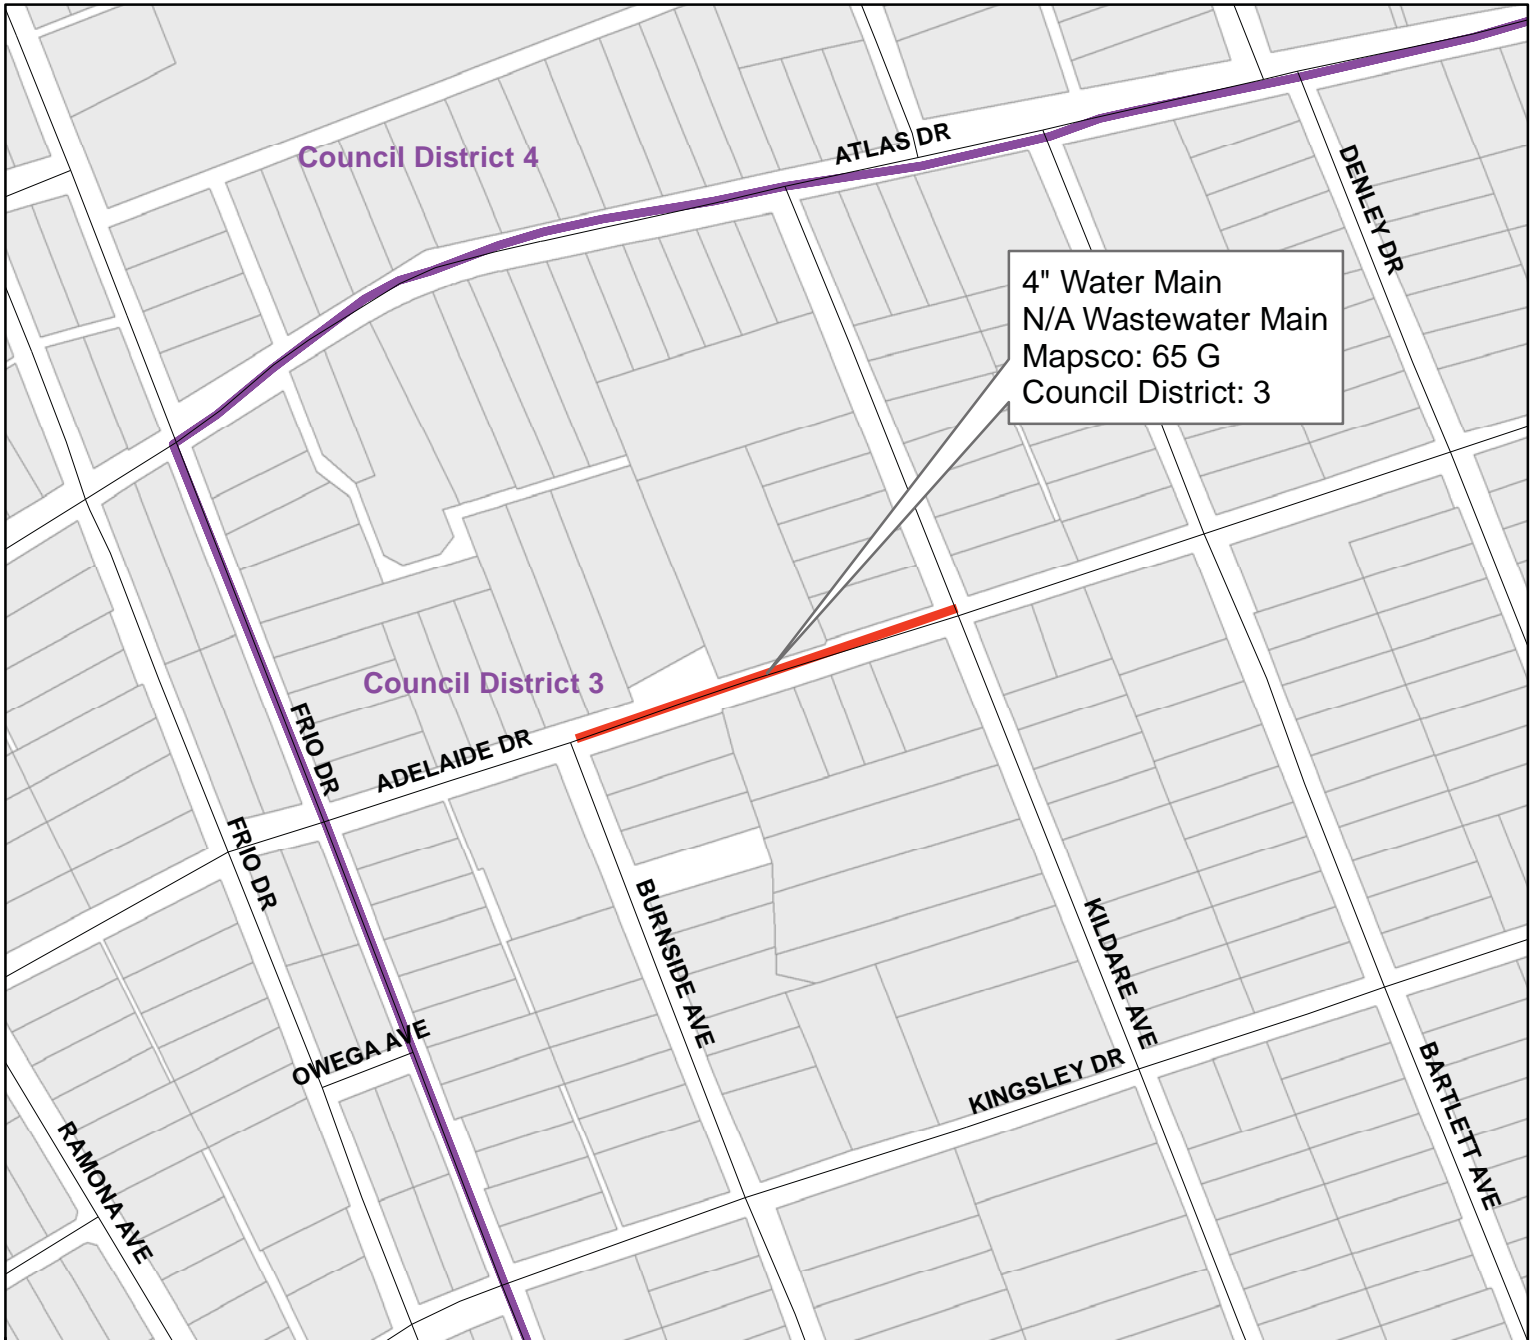 ATLAS DR
Council District 4
DENLEY DR
4" Water Main
N/A Wastewater Main
Mapsco: 65 G
Council District: 3
Council District 3
FRIO DR
ADELAIDE DR
FRIO DR
BURNSIDE AVE
KILDARE AVE
OWEGA AVE
KINGSLEY DR
BARTLETT AVE
RAMONA AVE